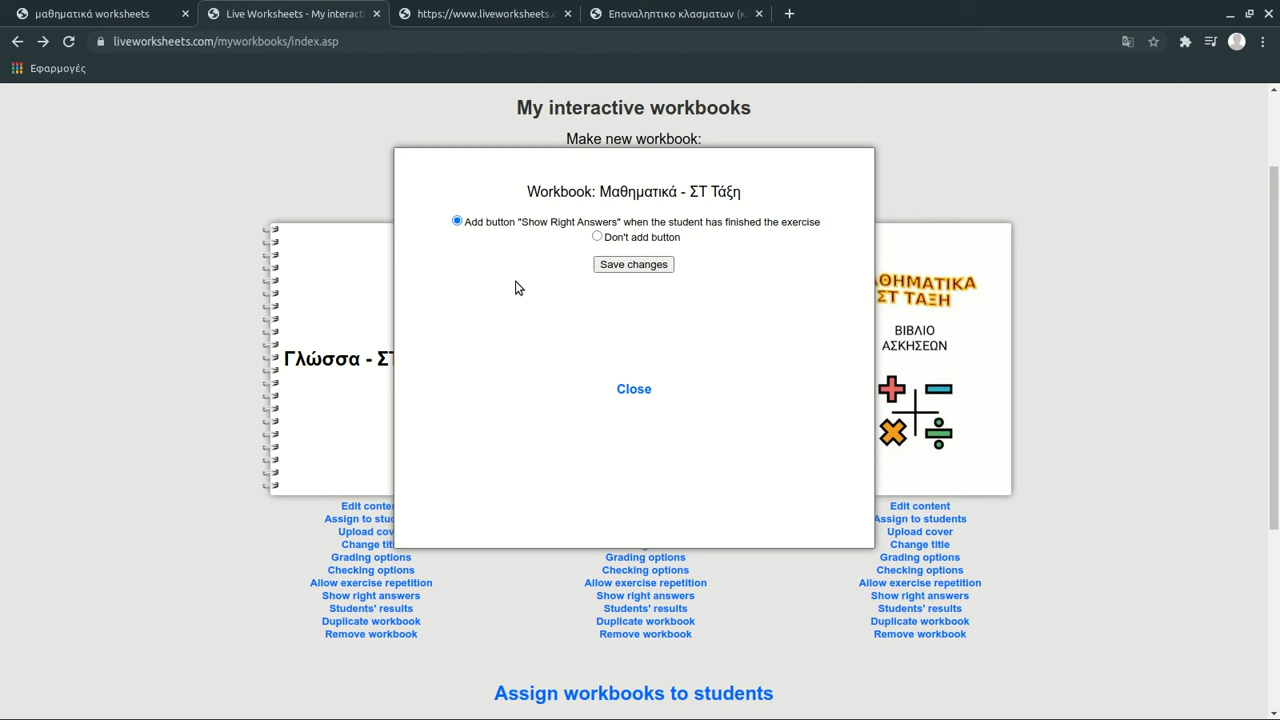 μαθηματικά worksheets
Live Worksheets - My interact
https://www.liveworksheets.c
Επαναληπτικο κλασματων (κ
liveworksheets.com/myworkbooks/index.asp
Εφαρμογές
My interactive workbooks
Make new workbook:
Workbook: Μαθηματικά - ΣΤ Τάξη
Add button "Show Right Answers" when the student has finished the exercise
Don't add button
Save changes
Close
Γλώσσα - ΣΤ
ΑΘΗΜΑΤΙΚΑ
ΣΤ ΤΑΞΗ
ΒΙΒΛΙΟ
ΑΣΚΗΣΕΩΝ
Edit conten
Assign to stud
Upload cov
Change titl
Grading options
Checking options
Allow exercise repetition
Show right answers
Students' results
Duplicate workbook
Remove workbook
Grading options
Checking options
Allow exercise repetition
Show right answers
Students' results
Duplicate workbook
Remove workbook
Edit content
Assign to students
Upload cover
Change title
Grading options
Checking options
Allow exercise repetition
Show right answers
Students' results
Duplicate workbook
Remove workbook
Assign workbooks to students